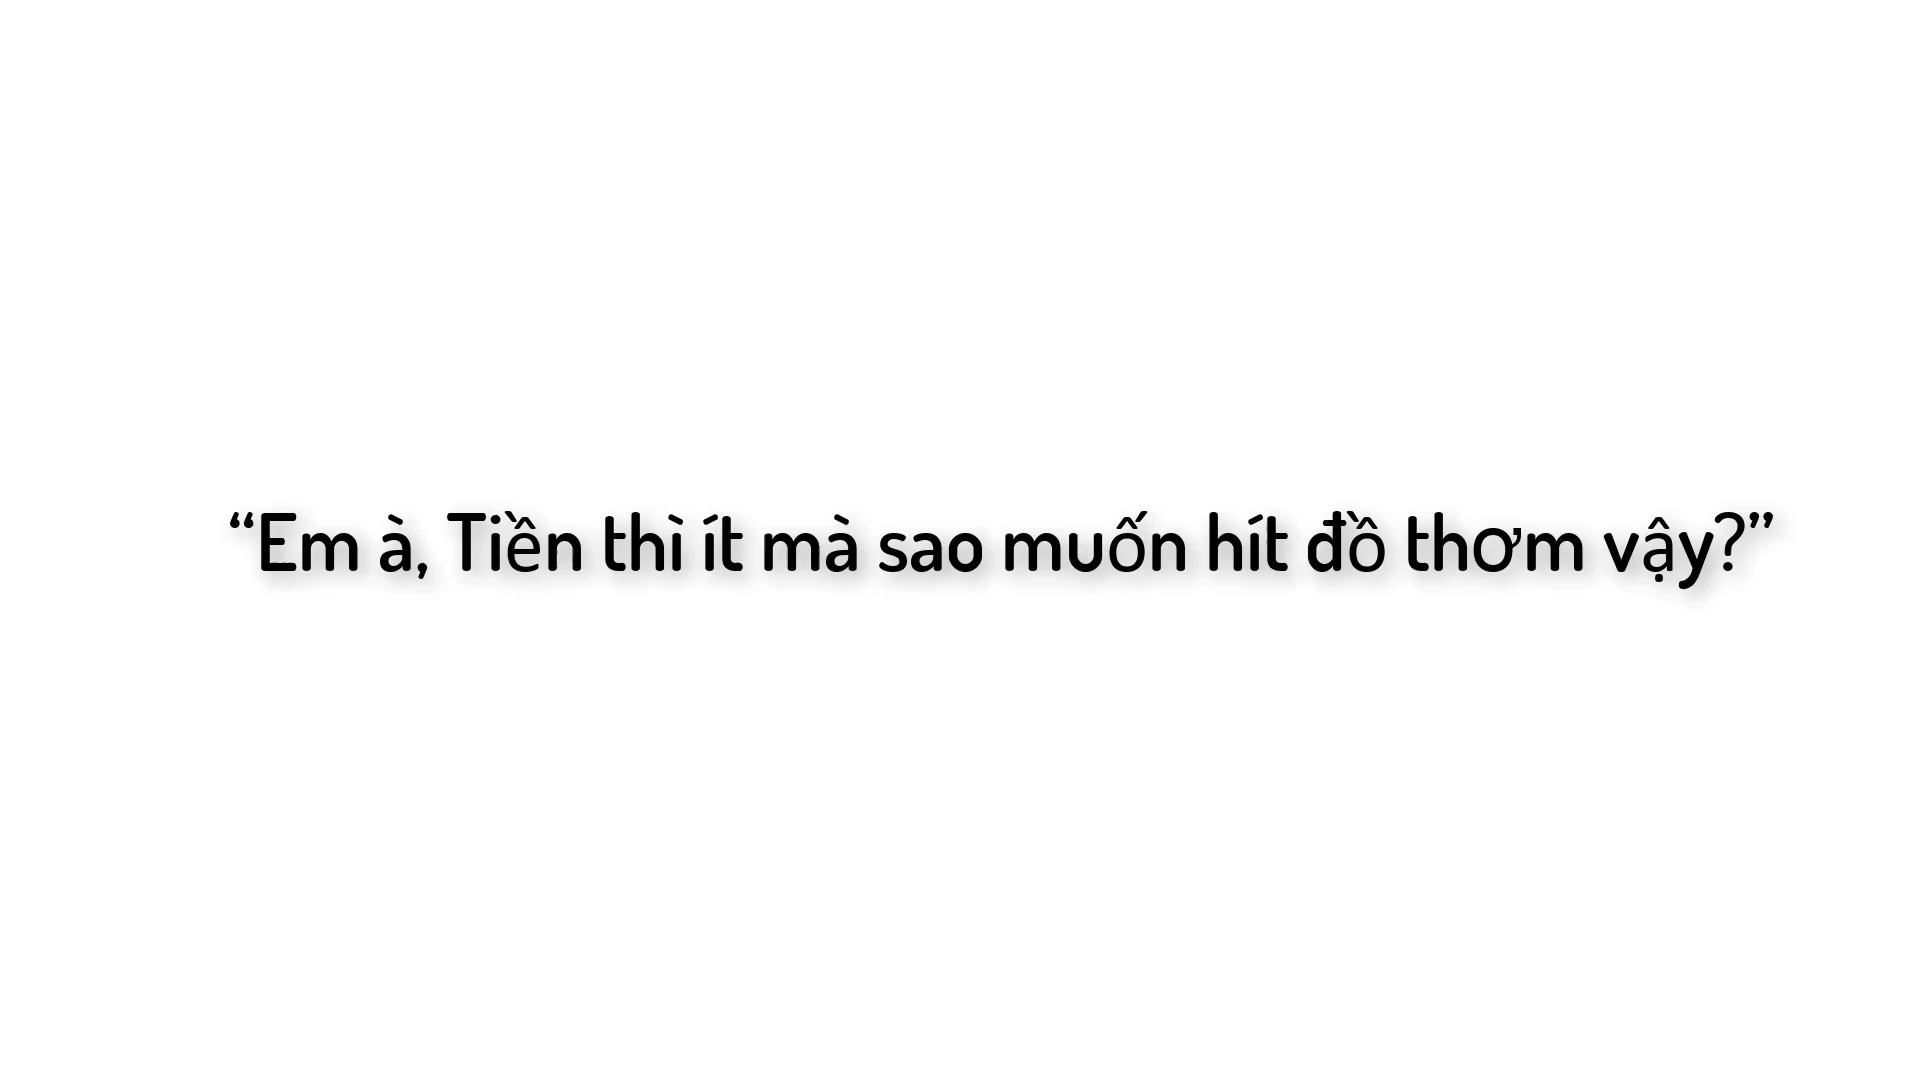 “Em à, Tiền thì ít mà sao muốn hít đồ thơm vậy?”